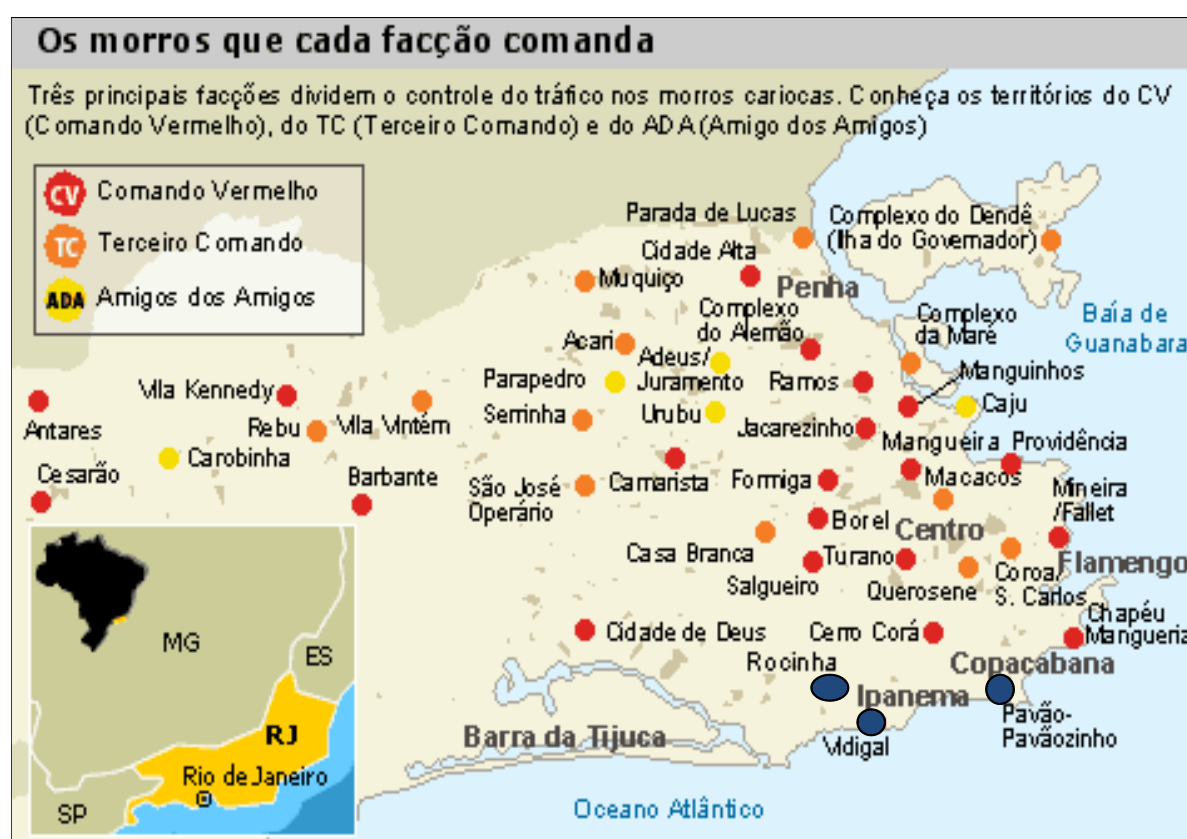 Os morros que cada facção comanda
Três principais facções dividem o controle do tráfico nos morros cariocas. Conheça os territórios do CV
(Comando Vermelho), do TC (Terceiro Comando) e do ADA (Amigo dos Amigos)
CV Comando Vermelho
TC Terceiro Comando
ADA Amigos dos Amigos
Parada de Lucas
Complexo do Dendê
(Ilha do Governador)
Cidade Alta
Muquiço
Penha
Complexo
do Alemão
Complexo
da Maré
Baía de
Guanabara
Acari
Adeus/
Juramento
Parapedro
Ramos
Manguinhos
Vila Kennedy
Serrinha
Urubu
Caju
Antares
Rebu
Vila Vintém
Jacarezinho
Mangueira
Providência
Carobinha
Cesarão
Barbante
São José
Operário
Camarista
Formiga
Macacos
Mineira
/Fallet
Borel
Centro
Casa Branca
Turano
Salgueiro
Querosene
Coroa/
S. Carlos
Flamengo
Chapéu
Mangueria
Cidade de Deus
Cerro Corá
Rocinha
Copacabana
Ipanema
Pavão-
Pavãozinho
Barra da Tijuca
Vidigal
Oceano Atlântico
MG
ES
RJ
Rio de Janeiro
SP